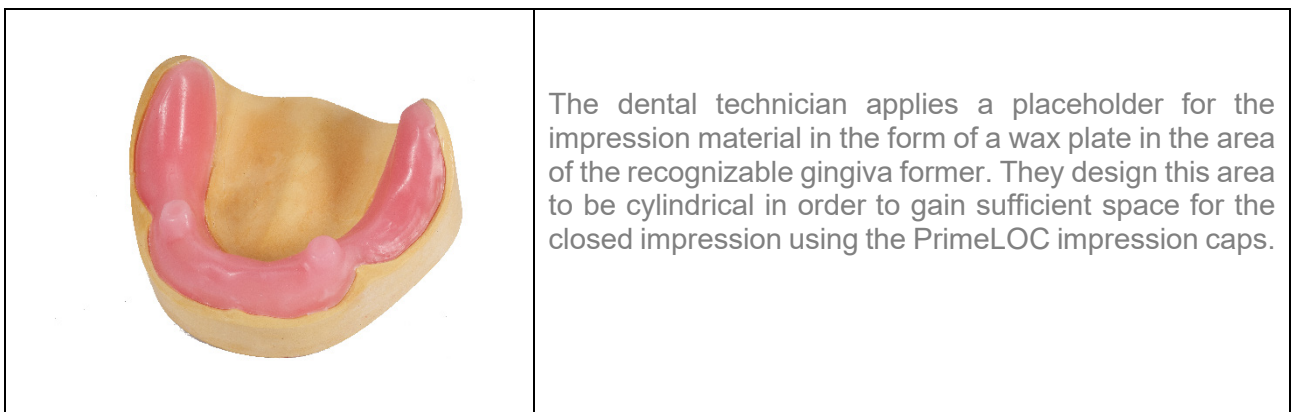 The dental technician applies a placeholder for the
impression material in the form of a wax plate in the area
of the recognizable gingiva former. They design this area
to be cylindrical in order to gain sufficient space for the
closed impression using the PrimeLOC impression caps.